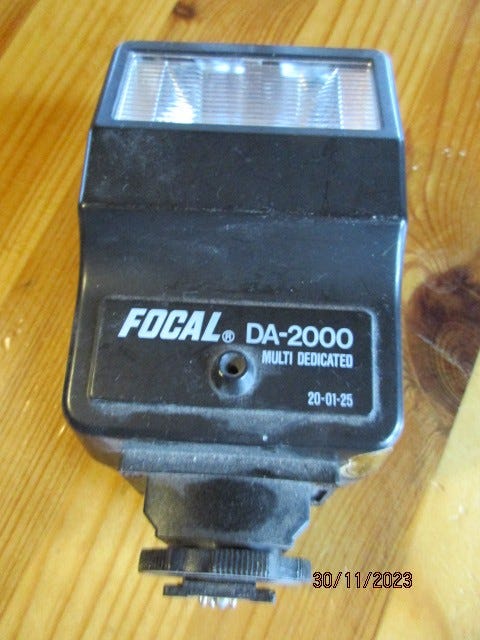 FOCAL® DA-2000
MULTI DEDICATED
20-01-25
30/11/2023